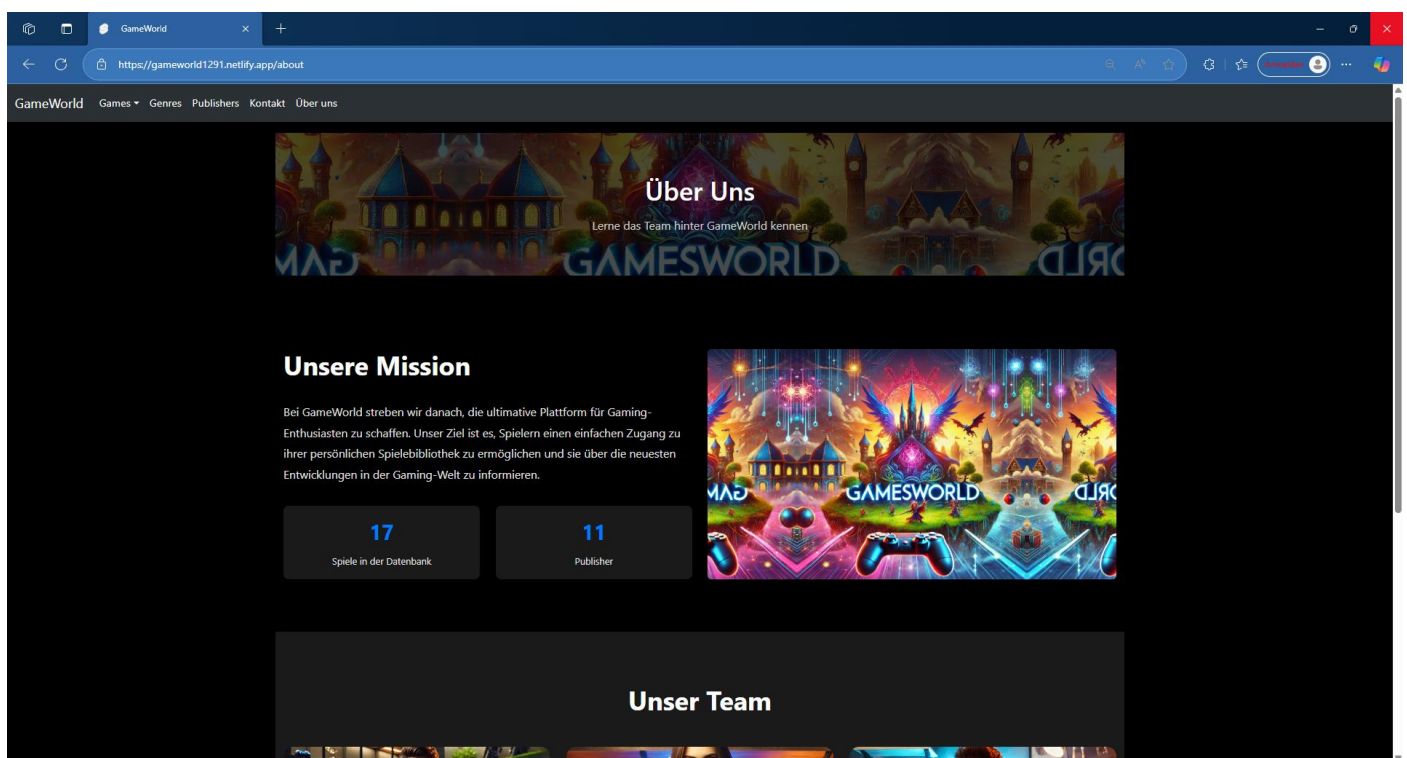 GameWorld
https://gameworld1291.netlify.app/about
GameWorld Games Genres Publishers Kontakt Über uns
Über Uns
Lerne das Team hinter GameWorld kennen
GAMESWORLD
Unsere Mission
Bei GameWorld streben wir danach, die ultimative Plattform für Gaming-
Enthusiasten zu schaffen. Unser Ziel ist es, Spielern einen einfachen Zugang zu
ihrer persönlichen Spielebibliothek zu ermöglichen und sie über die neuesten
Entwicklungen in der Gaming-Welt zu informieren.
17
Spiele in der Datenbank
11
Publisher
GAMESWORLD
Unser Team